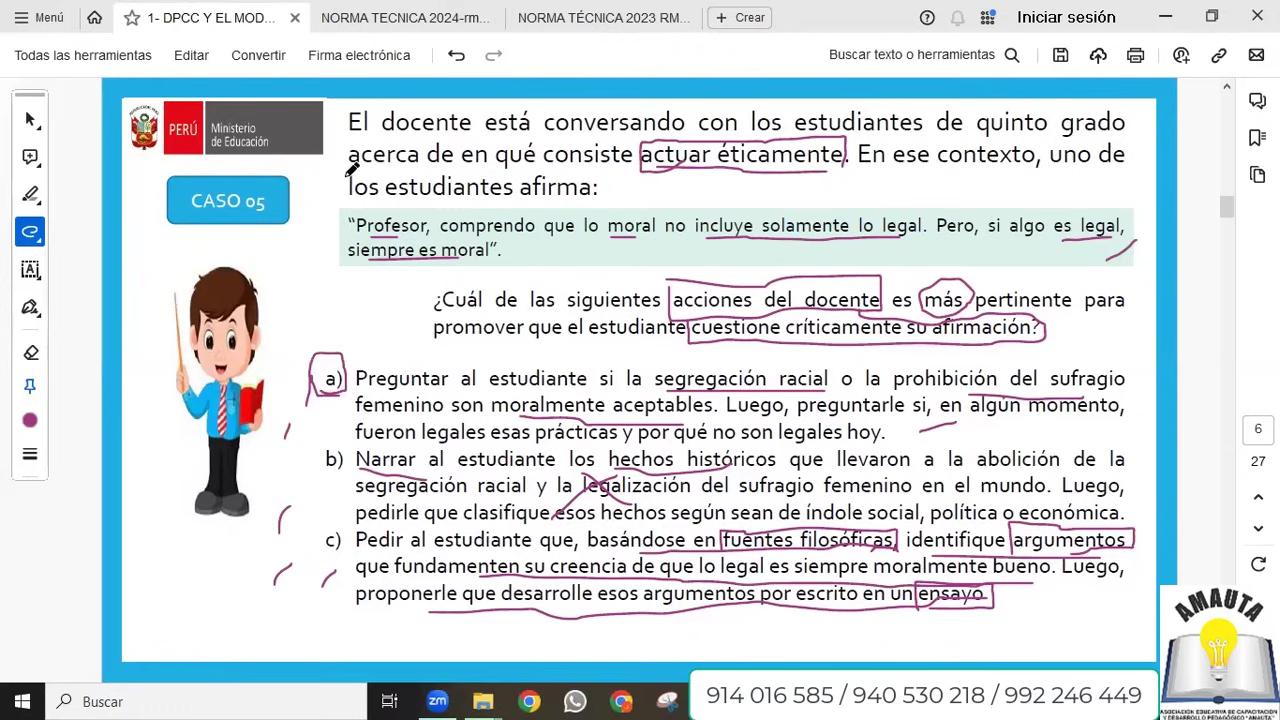 Menú
1- DPCC Y EL MOD...
NORMA TECNICA 2024-rm...
NORMA TÉCNICA 2023 RM...
Crear
Iniciar sesión
Todas las herramientas Editar Convertir Firma electrónica
Buscar texto o herramientas
PERÚ
Ministerio
de Educación
CASO 05
El docente está conversando con los estudiantes de quinto grado
acerca de en qué consiste actuar éticamente. En ese contexto, uno de
los estudiantes afirma:
“Profesor, comprendo que lo moral no incluye solamente lo legal. Pero, si algo es legal,
siempre es moral”.
¿Cuál de las siguientes acciones del docente es más pertinente para
promover que el estudiante cuestione críticamente su afirmación?
a) Preguntar al estudiante si la segregación racial o la prohibición del sufragio
femenino son moralmente aceptables. Luego, preguntarle si, en algún momento,
fueron legales esas prácticas y por qué no son legales hoy.
b) Narrar al estudiante los hechos históricos que llevaron a la abolición de la
segregación racial y la legalización del sufragio femenino en el mundo. Luego,
pedirle que clasifique esos hechos según sean de índole social, política o económica.
c) Pedir al estudiante que, basándose en fuentes filosóficas, identifique argumentos
que fundamenten su creencia de que lo legal es siempre moralmente bueno. Luego,
proponerle que desarrolle esos argumentos por escrito en un ensayo.
6
27
AMAUTA
ASOCIACIÓN EDUCATIVA DE CAPACITACIÓN
Y DESARROLLO PEDAGÓGICO "AMAUTA"
Buscar
zm
914 016 585 / 940 530 218 / 992 246 449